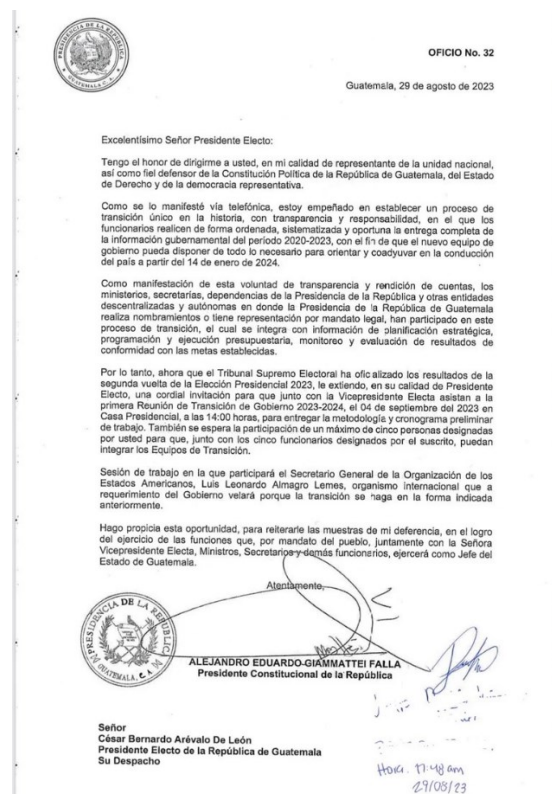 PRESIDENCIA DE LA REPUBLICA
GUATEMALA, C. A.
OFICIO No. 32
Guatemala, 29 de agosto de 2023
Excelentísimo Señor Presidente Electo:
Tengo el honor de dirigirme a usted, en mi calidad de representante de la unidad nacional,
así como fiel defensor de la Constitución Política de la República de Guatemala, del Estado
de Derecho y de la democracia representativa.
Como se lo manifesté vía telefónica, estoy empeñado en establecer un proceso de
transición único en la historia, con transparencia y responsabilidad, en el que los
funcionarios realicen de forma ordenada, sistematizada y oportuna la entrega completa de
la información gubernamental del período 2020-2023, con el fin de que el nuevo equipo de
gobierno pueda disponer de todo lo necesario para orientar y coadyuvar en la conducción
del país a partir del 14 de enero de 2024.
Como manifestación de esta voluntad de transparencia y rendición de cuentas, los
ministerios, secretarías, dependencias de la Presidencia de la República y otras entidades
descentralizadas y autónomas en donde la Presidencia de la República de Guatemala
realiza nombramientos o tiene representación por mandato legal, han participado en este
proceso de transición, el cual se integra con información de planificación estratégica,
programación y ejecución presupuestaria, monitoreo y evaluación de resultados de
conformidad con las metas establecidas.
Por lo tanto, ahora que el Tribunal Supremo Electoral ha oficializado los resultados de la
segunda vuelta de la Elección Presidencial 2023, le extiendo, en su calidad de Presidente
Electo, una cordial invitación para que junto con la Vicepresidente Electa asistan a la
primera Reunión de Transición de Gobierno 2023-2024, el 04 de septiembre del 2023 en
Casa Presidencial, a las 14:00 horas, para entregar la metodología y cronograma preliminar
de trabajo. También se espera la participación de un máximo de cinco personas designadas
por usted para que, junto con los cinco funcionarios designados por el suscrito, puedan
integrar los Equipos de Transición.
Sesión de trabajo en la que participará el Secretario General de la Organización de los
Estados Americanos, Luis Leonardo Almagro Lemes, organismo internacional que a
requerimiento del Gobierno velará porque la transición se haga en la forma indicada
anteriormente.
Hago propicia esta oportunidad, para reiterarle las muestras de mi deferencia, en el logro
del ejercicio de las funciones que, por mandato del pueblo, juntamente con la Señora
Vicepresidente Electa, Ministros, Secretarios y demás funcionarios, ejercerá como Jefe del
Estado de Guatemala.
Atentamente,
PRESIDENCIA DE LA REPUBLICA
GUATEMALA, C. A.
ALEJANDRO EDUARDO GIAMMATTEI FALLA
Presidente Constitucional de la República
Señor
César Bernardo Arévalo De León
Presidente Electo de la República de Guatemala
Su Despacho
Hora: 11:48 am
29/08/23